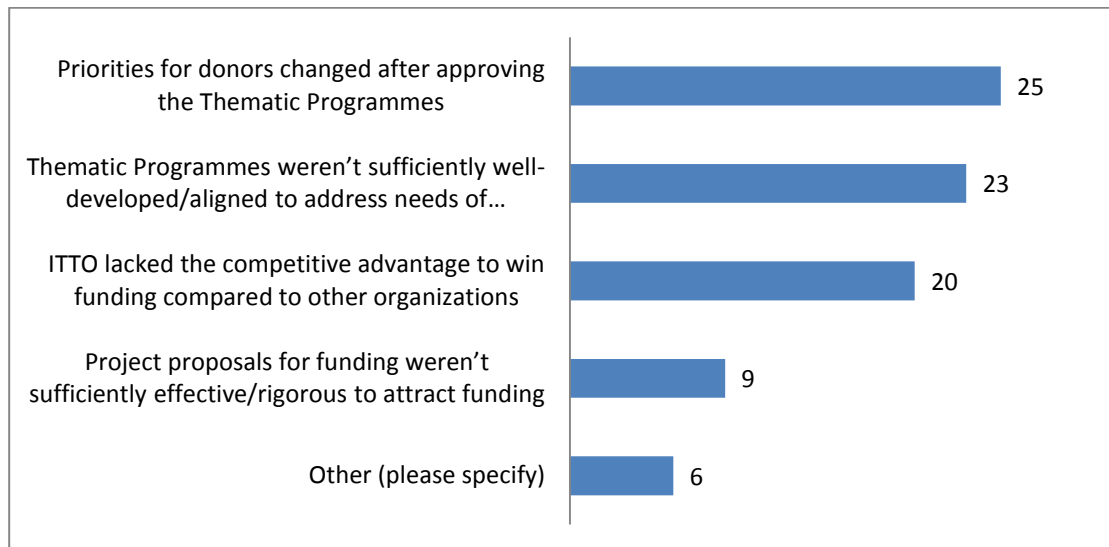 Priorities for donors changed after approving
the Thematic Programmes
25
Thematic Programmes weren’t sufficiently well-
developed/aligned to address needs of…
23
ITTO lacked the competitive advantage to win
funding compared to other organizations
20
Project proposals for funding weren’t
sufficiently effective/rigorous to attract funding
9
Other (please specify)
6